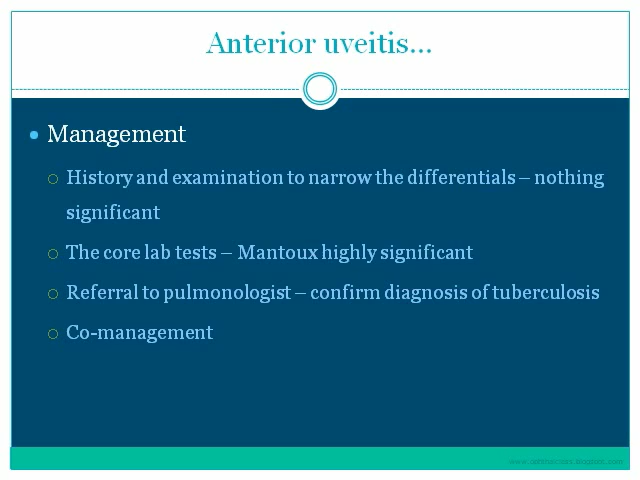 Anterior uveitis...
Management
History and examination to narrow the differentials – nothing
significant
The core lab tests – Mantoux highly significant
Referral to pulmonologist – confirm diagnosis of tuberculosis
Co-management